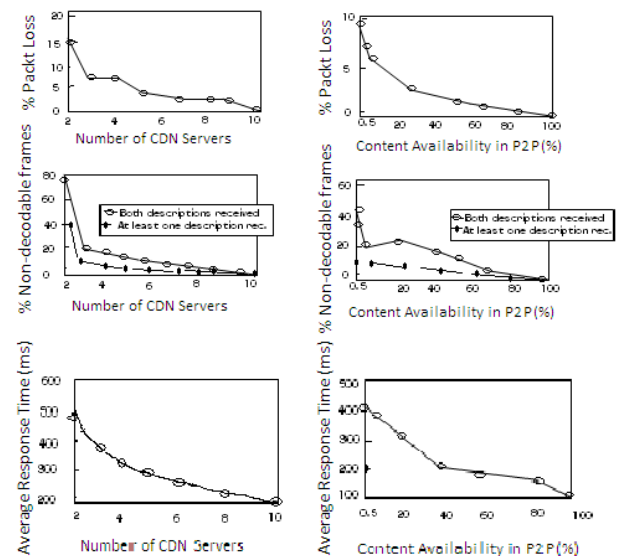 % Packt Loss
20
15
10
5
0
2 4 6 8 10
Number of CDN Servers
% Packt Loss
10
5
0
0.5 20 40 60 80 100
Content Availability in P2P(%)
% Non-decodable frames
80
60
40
20
0
Both descriptions received
At least one description rec.
2 4 6 8 10
Number of CDN Servers
% Non-decodable frames
60
40
20
0
Both descriptions received
At least one description rec.
0.5 20 40 60 80 100
Content Availability in P2P(%)
Average Response Time (ms)
600
500
400
300
200
2 4 6 8 10
Number of CDN Servers
Average Response Time (ms)
500
400
200
100
0.5 20 40 60 80 100
Content Availability in P2P(%)